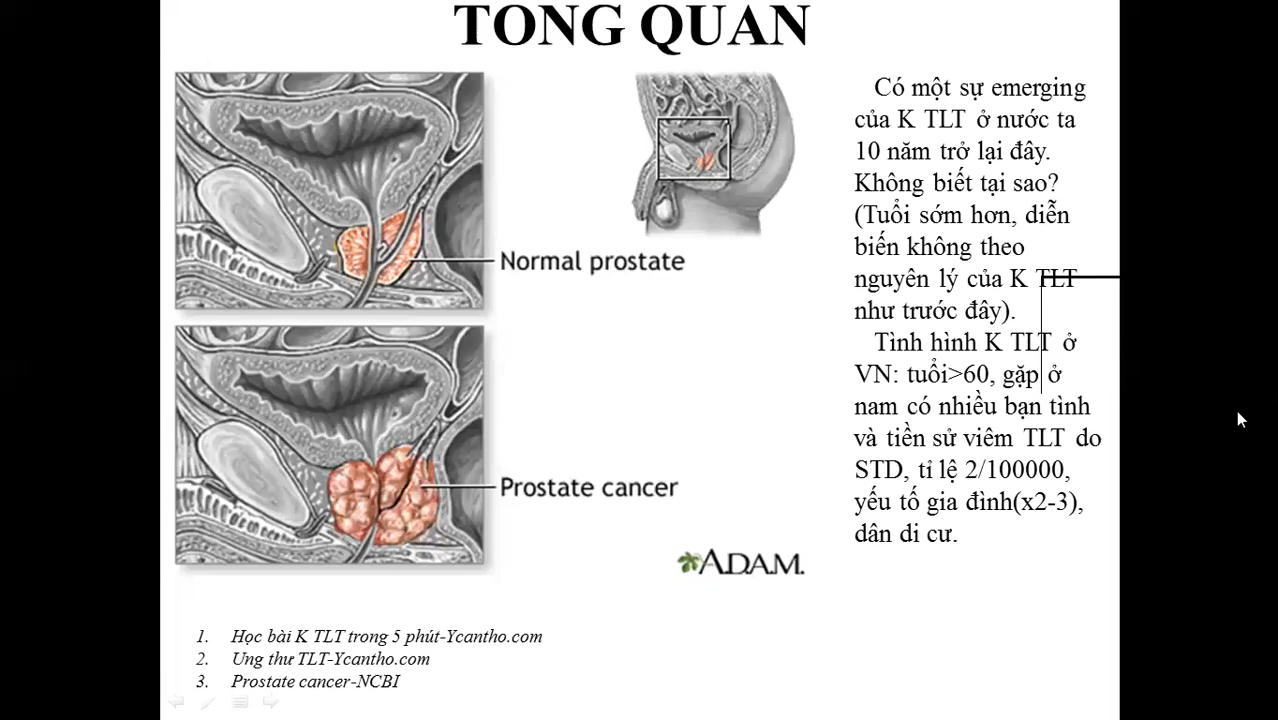 TONG QUAN
Có một sự emerging
của K TLT ở nước ta
10 năm trở lại đây.
Không biết tại sao?
(Tuổi sớm hơn, diễn
biến không theo
nguyên lý của K TLT
như trước đây).
Tình hình K TLT ở
VN: tuổi>60, gặp ở
nam có nhiều bạn tình
và tiền sử viêm TLT do
STD, tỉ lệ 2/100000,
yếu tố gia đình(x2-3),
dân di cư.
Normal prostate
Prostate cancer
A.D.A.M.
1. Học bài K TLT trong 5 phút-Ycantho.com
2. Ung thư TLT-Ycantho.com
3. Prostate cancer-NCBI